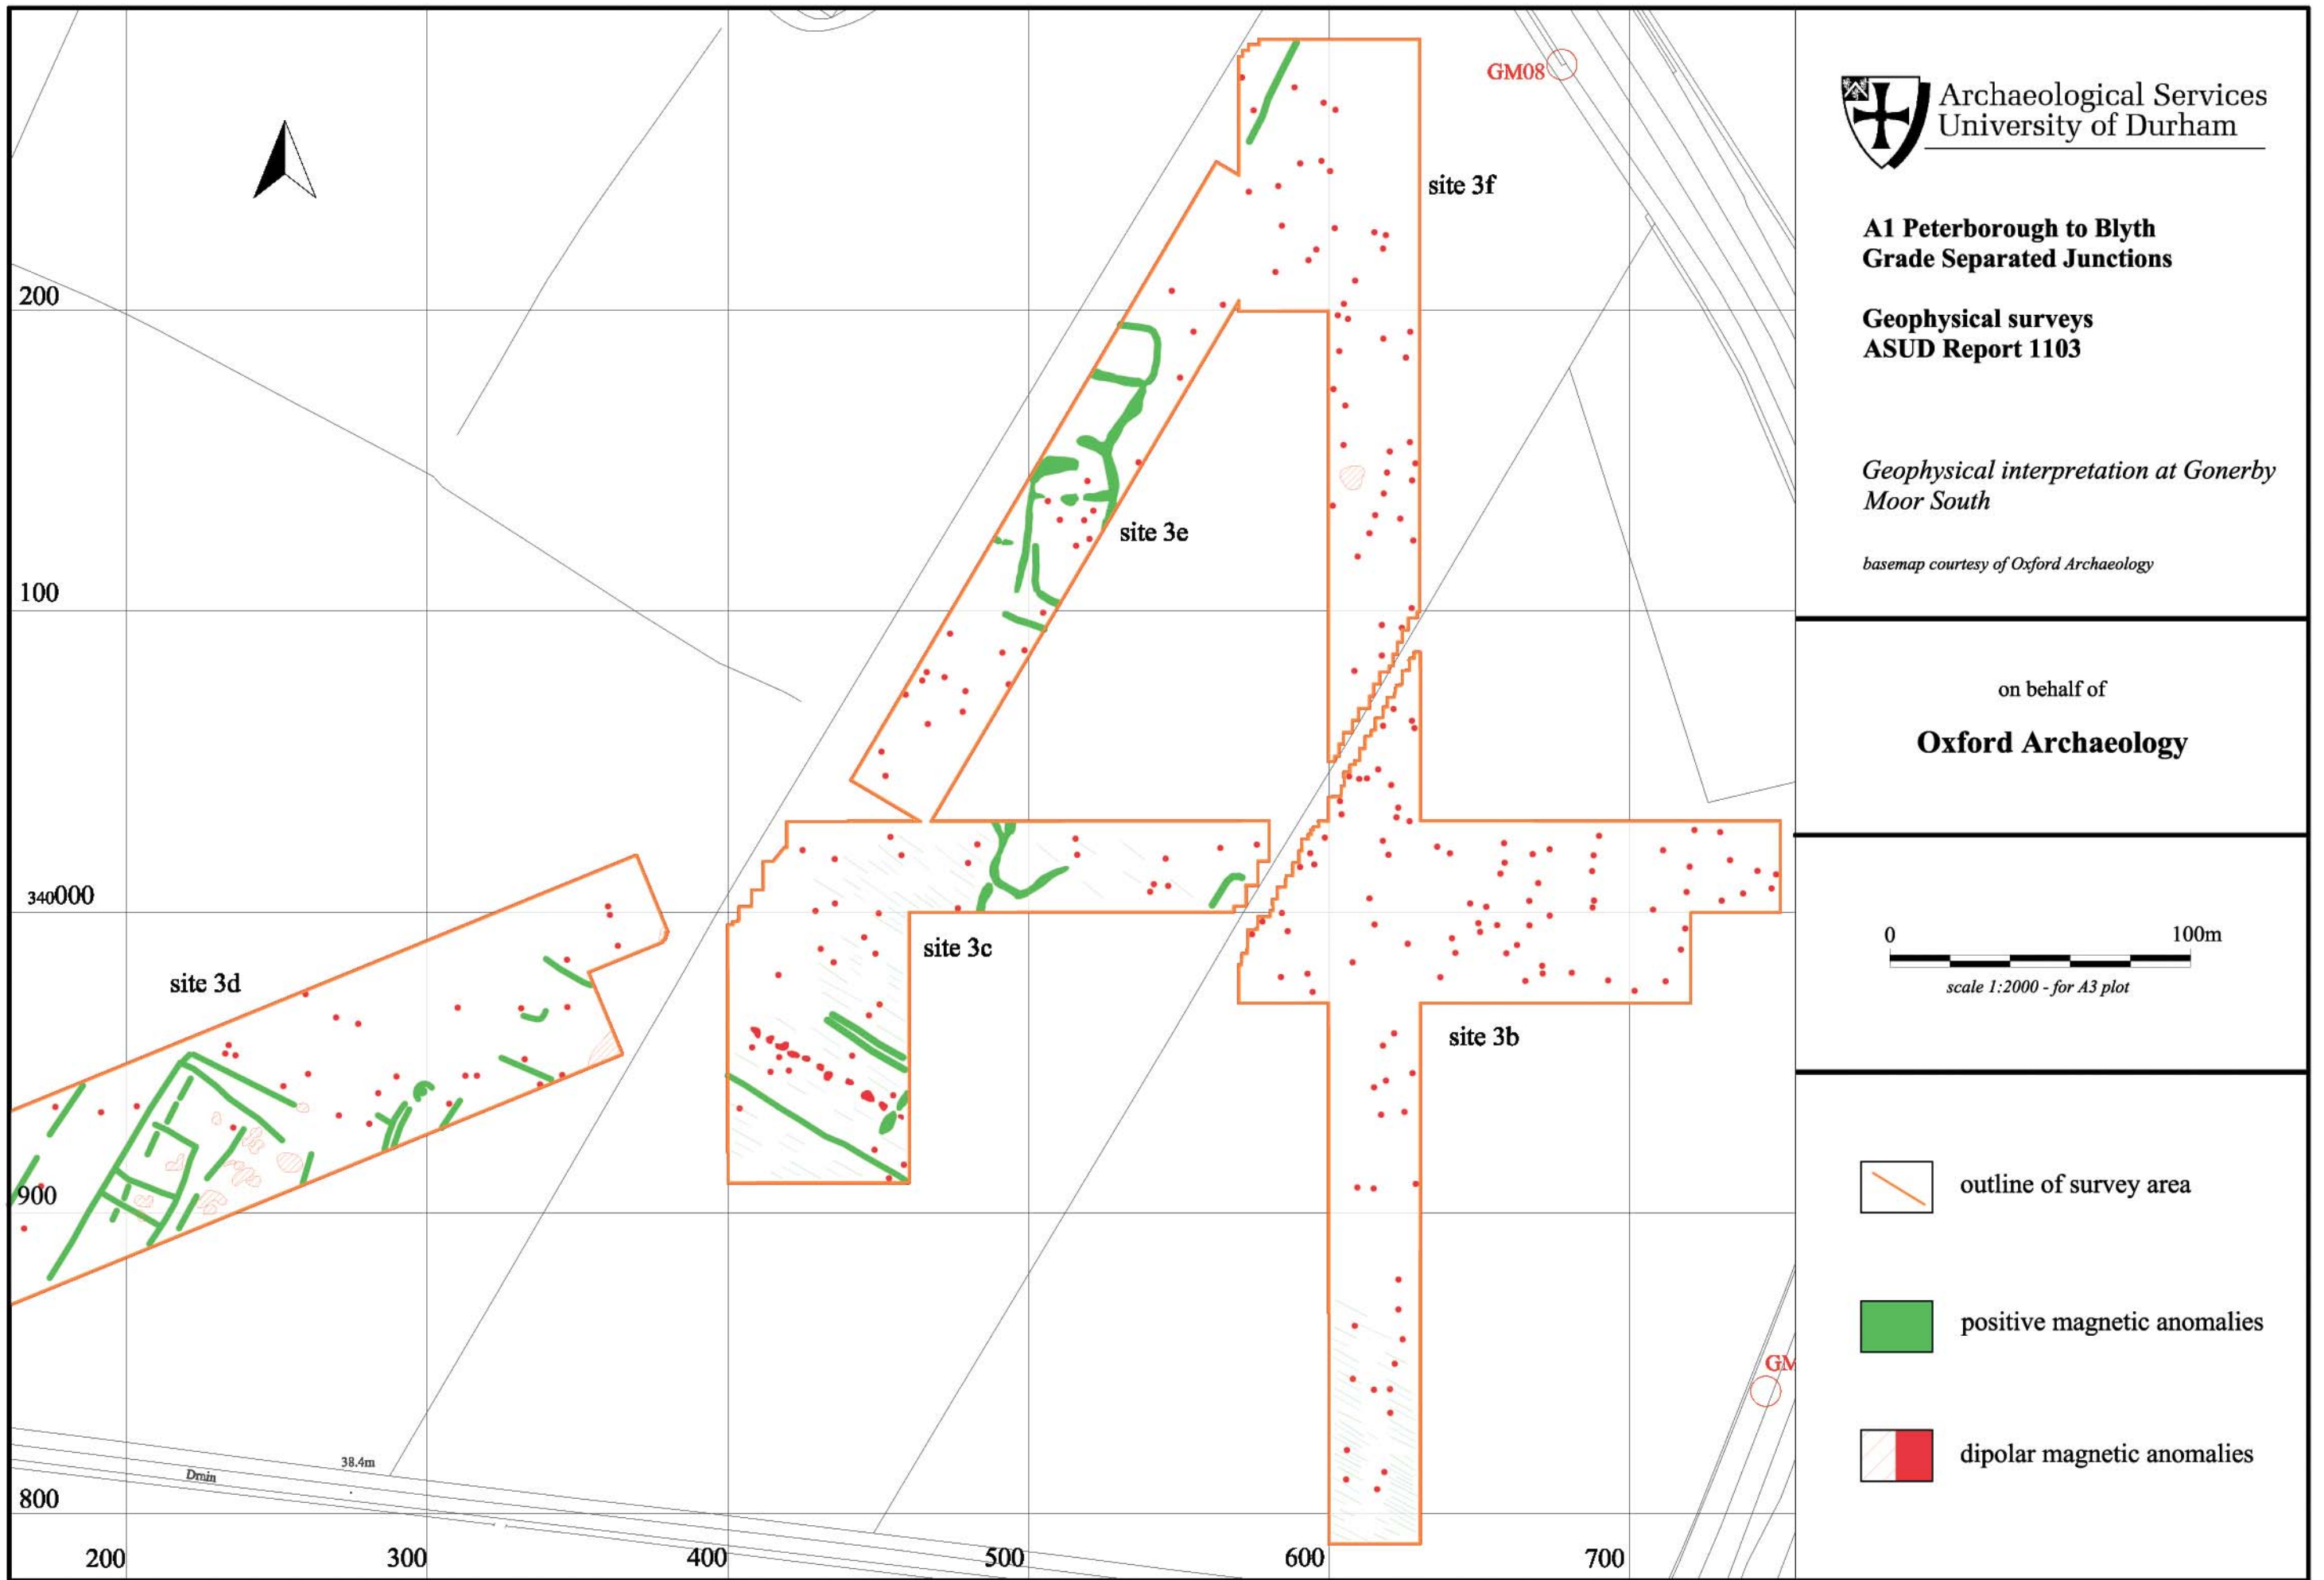 GM08
site 3f
200
site 3e
100
340000
site 3d
site 3c
site 3b
900
GM
38.4m
Drain
800
200
300
400
500
600
700
Archaeological Services
University of Durham
A1 Peterborough to Blyth
Grade Separated Junctions
Geophysical surveys
ASUD Report 1103
Geophysical interpretation at Gonerby
Moor South
basemap courtesy of Oxford Archaeology
on behalf of
Oxford Archaeology
0
100m
scale 1:2000 - for A3 plot
outline of survey area
positive magnetic anomalies
dipolar magnetic anomalies